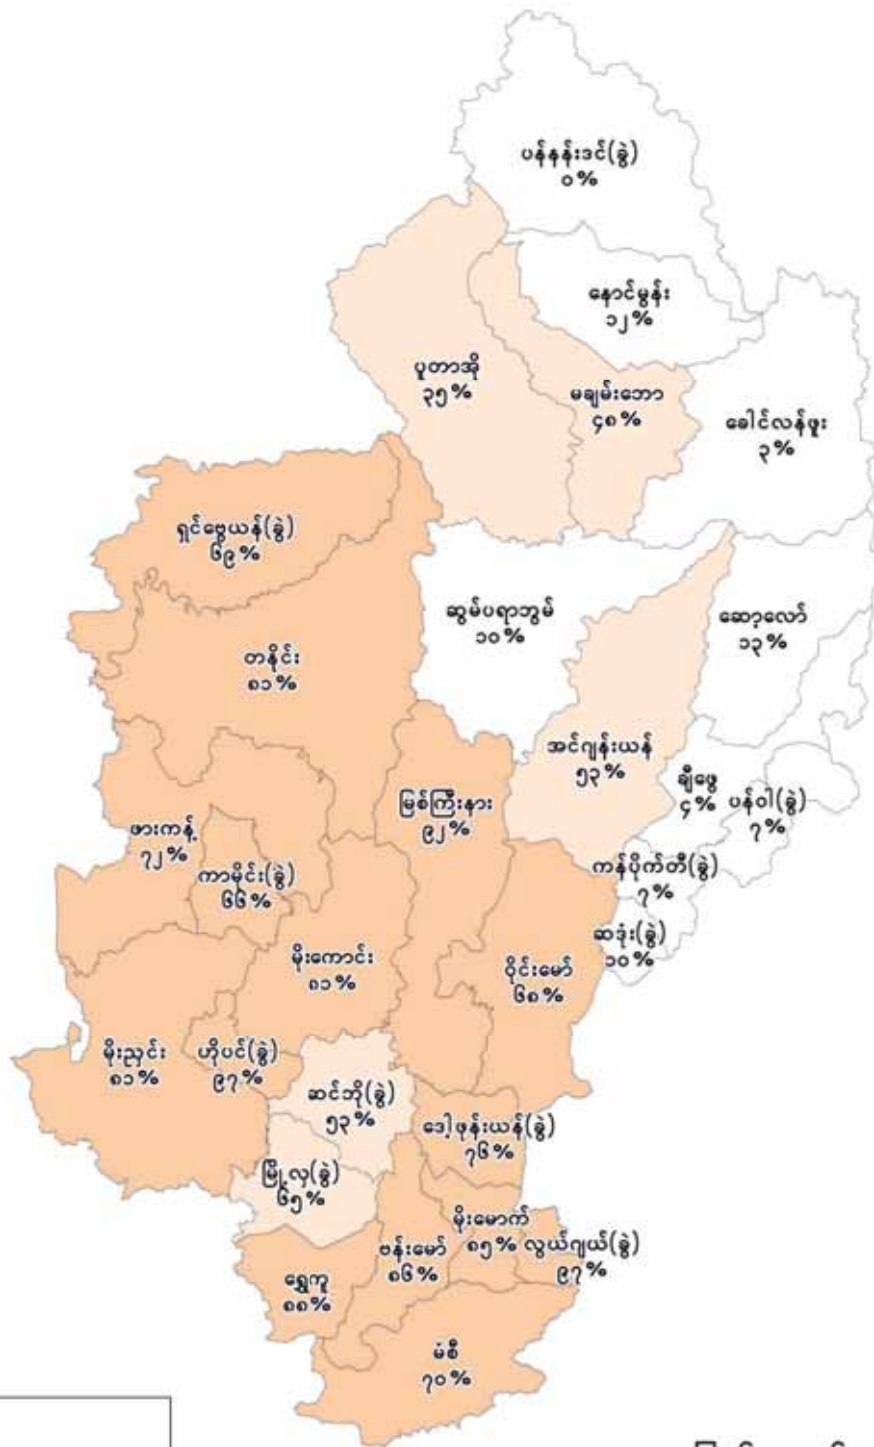 ပန်နန်းဒင်(ခွဲ)
၀%
နောင်မွန်း
၁၂%
ပူတာအို
၃၅%
မချမ်းဘော
၄၈%
ခေါင်လန်ဖူး
၃%
ရှင်ဗွေယန်(ခွဲ)
၆၉%
ဆွမ်ပရာဘွမ်
၁၀%
ဆော့လော်
၁၃%
တနိုင်း
၈၁%
အင်ဂျန်းယန်
၅၃%
ချီဖွေ
၄%
ပန်ဝါ(ခွဲ)
၇%
မြစ်ကြီးနား
၉၂%
ဖားကန့်
၇၂%
ကာမိုင်း(ခွဲ)
၆၆%
ကန်ပိုက်တီ(ခွဲ)
၇%
ဆဒုံး(ခွဲ)
၁၀%
မိုးကောင်း
၈၁%
ဝိုင်းမော်
၆၈%
မိုးညှင်း
၈၁%
ဟိုပင်(ခွဲ)
၉၇%
ဆင်ဘို(ခွဲ)
၅၃%
ဒေါ့ဖုန်းယန်(ခွဲ)
၇၆%
မြို့လှ(ခွဲ)
၆၅%
မိုးမောက်
၈၅%
လွယ်ဂျယ်(ခွဲ)
၉၇%
ဗန်းမော်
၈၆%
ရွှေကူ
၈၈%
မံစီ
၇၀%